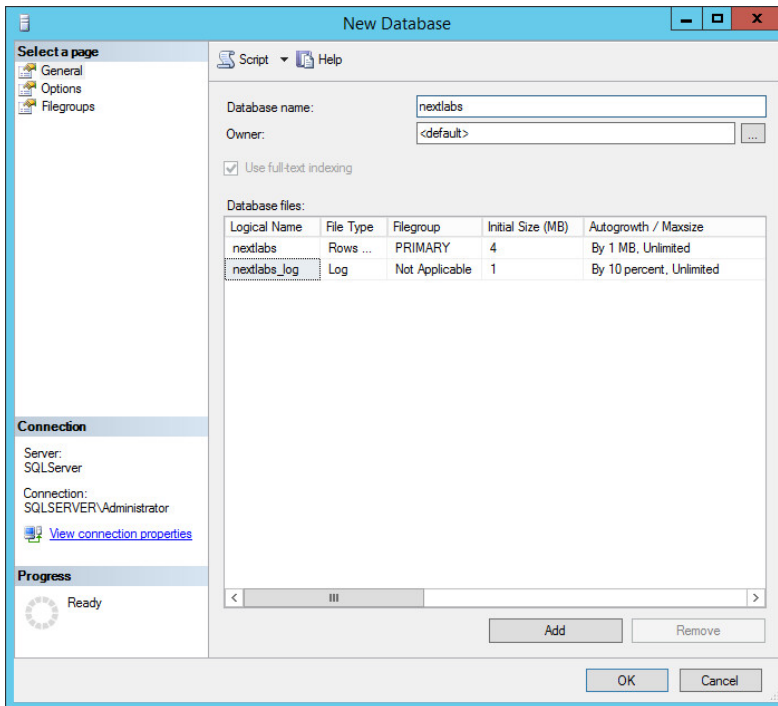 New Database
Select a page
General
Options
Filegroups
Script Help
Database name: nextlabs
Owner: <default> ...
Use full-text indexing
Database files:
Logical Name File Type Filegroup Initial Size (MB) Autogrowth / Maxsize
nextlabs Rows ... PRIMARY 4 By 1 MB, Unlimited
nextlabs_log Log Not Applicable 1 By 10 percent, Unlimited
Connection
Server:
SQLServer
Connection:
SQLSERVER\Administrator
View connection properties
Progress
Ready
Add Remove
OK Cancel